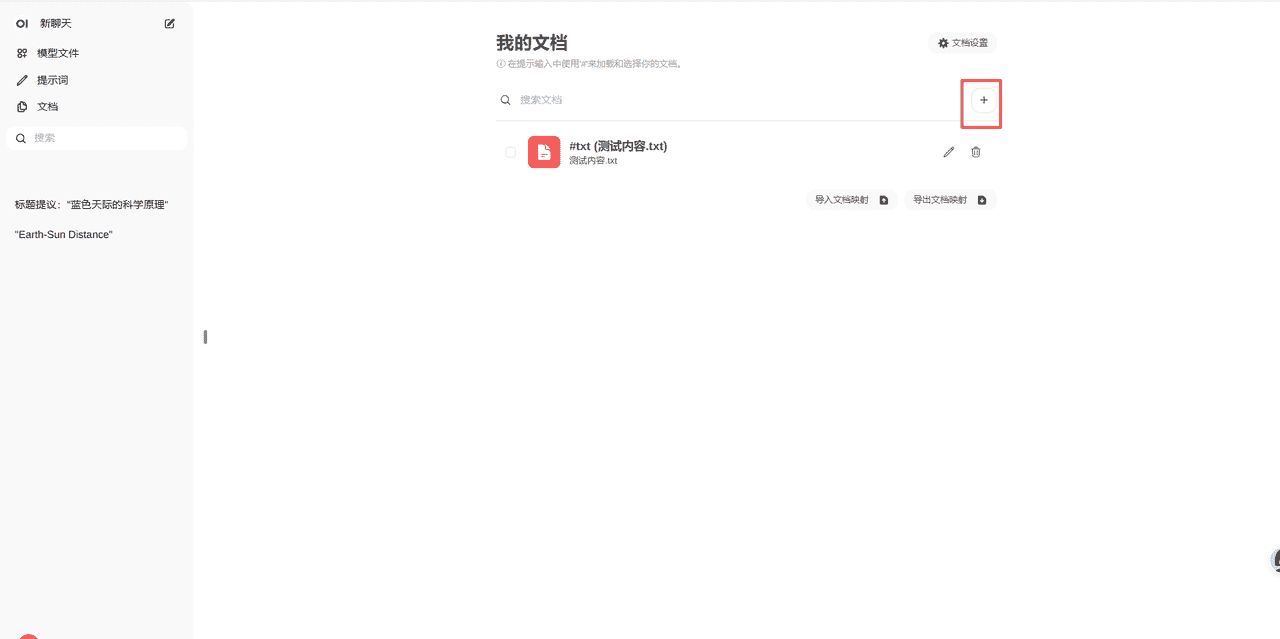 OI 新聊天
模型文件
提示词
文档
搜索
标题提议："蓝色天际的科学原理"
"Earth-Sun Distance"
我的文档
文档设置
在提示输入中使用'#'来加载和选择你的文档。
搜索文档
#txt (测试内容.txt)
测试内容.txt
导入文档映射
导出文档映射